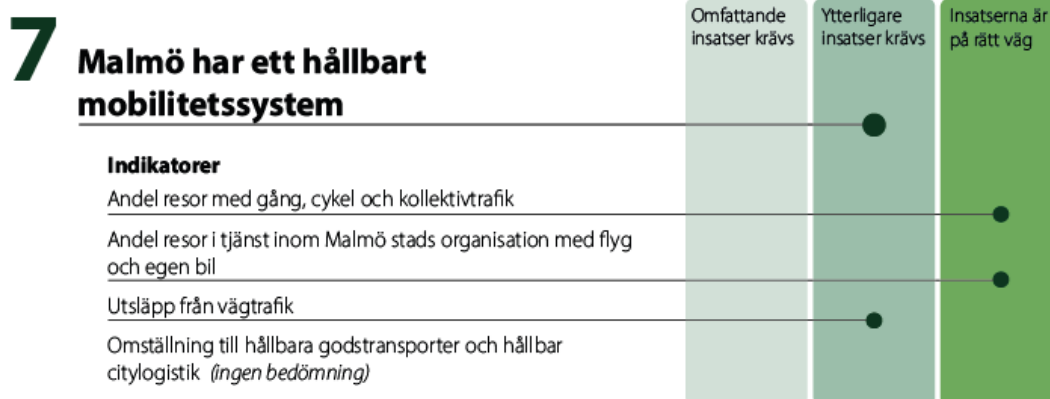 Omfattande
insatser krävs
Ytterligare
insatser krävs
Insatserna är
på rätt väg
7
Malmö har ett hållbart
mobilitetssystem
Indikatorer
Andel resor med gång, cykel och kollektivtrafik
Andel resor i tjänst inom Malmö stads organisation med flyg
och egen bil
Utsläpp från vägtrafik
Omställning till hållbara godstransporter och hållbar
citylogistik (ingen bedömning)